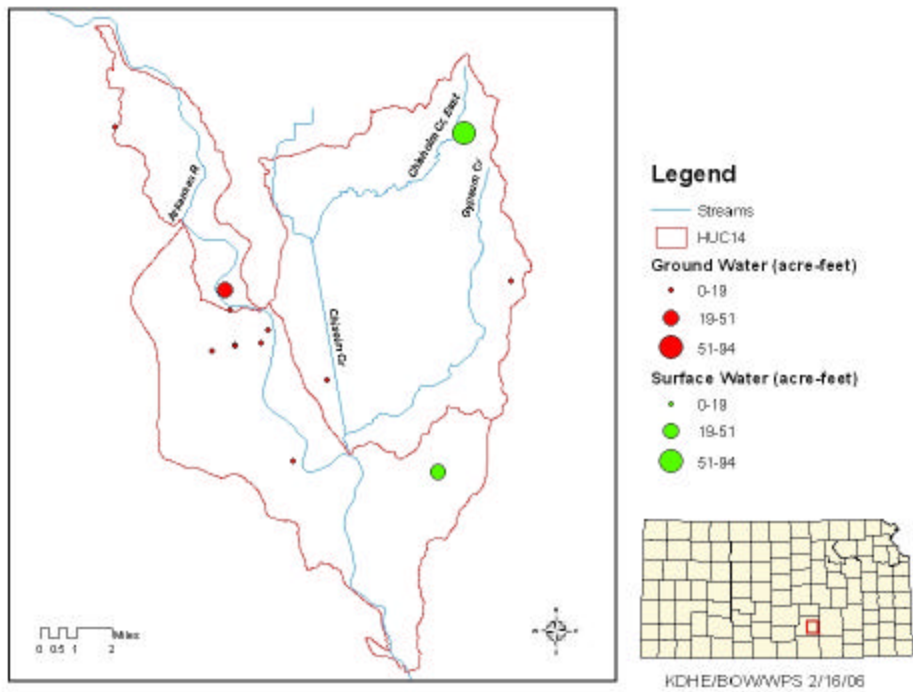 Chisholm Cr, East
Gypsum Cr
Arkansas R
Chisolm Cr
Miles
0 0.5 1 2
N
W E
S
Legend
Streams
HUC14
Ground Water (acre-feet)
0-19
19-51
51-94
Surface Water (acre-feet)
0-19
19-51
51-94
KDHE/BOW/WPS 2/16/06